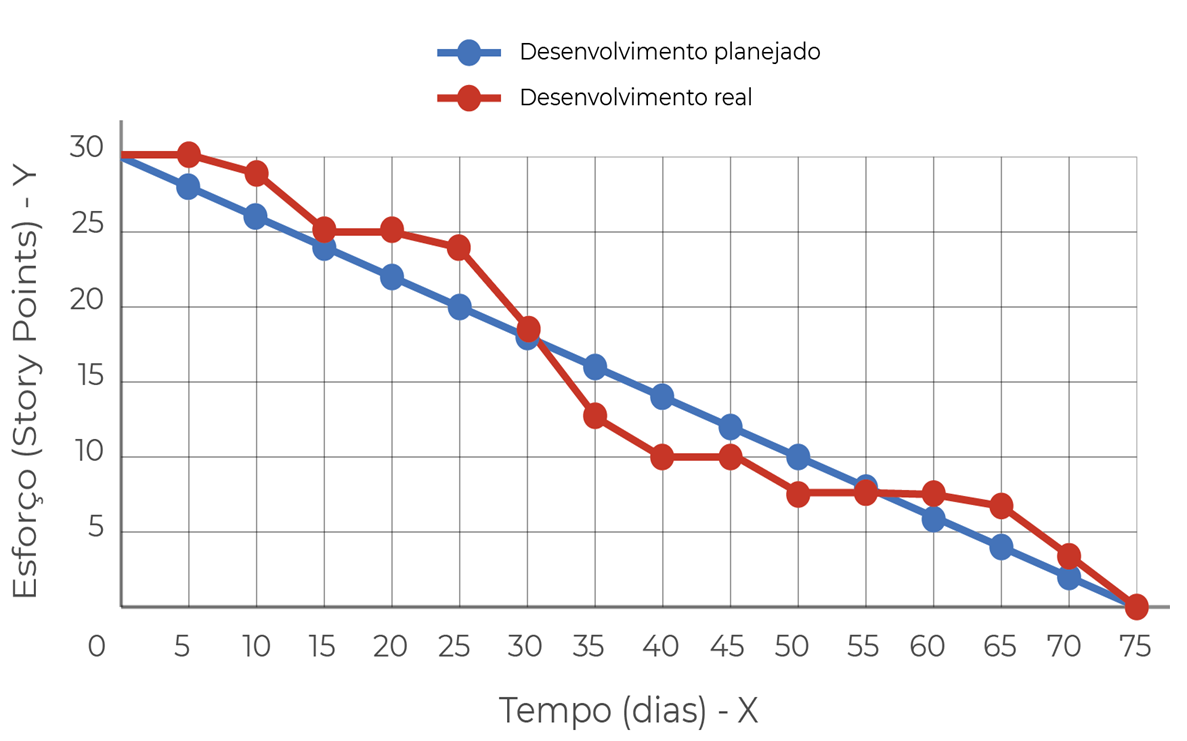 Desenvolvimento planejado
Desenvolvimento real
Esforço (Story Points) - Y
30
25
20
15
10
5
0 5 10 15 20 25 30 35 40 45 50 55 60 65 70 75
Tempo (dias) - X